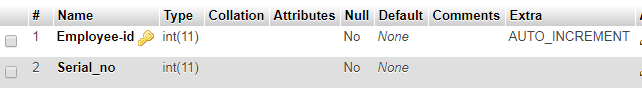 # Name Type Collation Attributes Null Default Comments Extra
1 Employee-id int(11) No None AUTO_INCREMENT
2 Serial_no int(11) No None